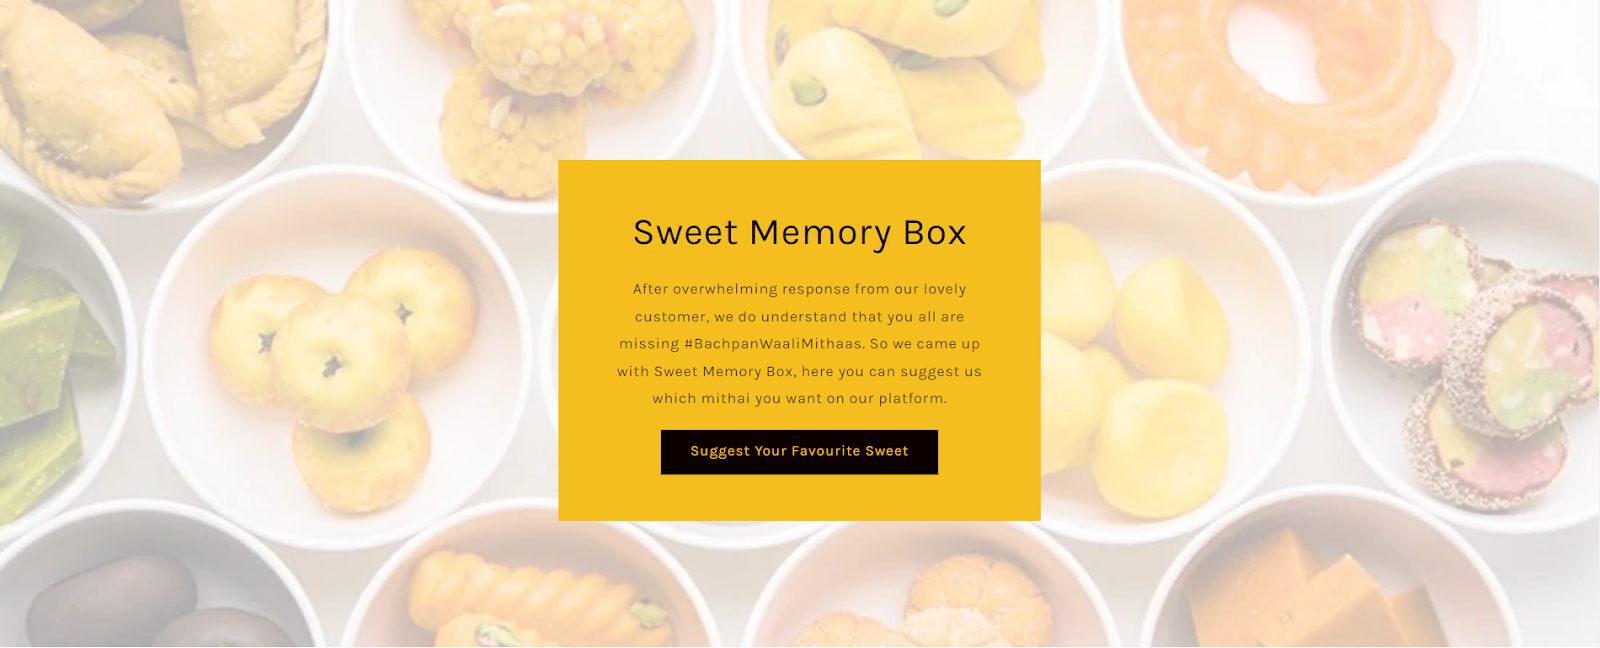 Sweet Memory Box
After overwhelming response from our lovely
customer, we do understand that you all are
missing #BachpanWaaliMithaas. So we came up
with Sweet Memory Box, here you can suggest us
which mithai you want on our platform.
Suggest Your Favourite Sweet